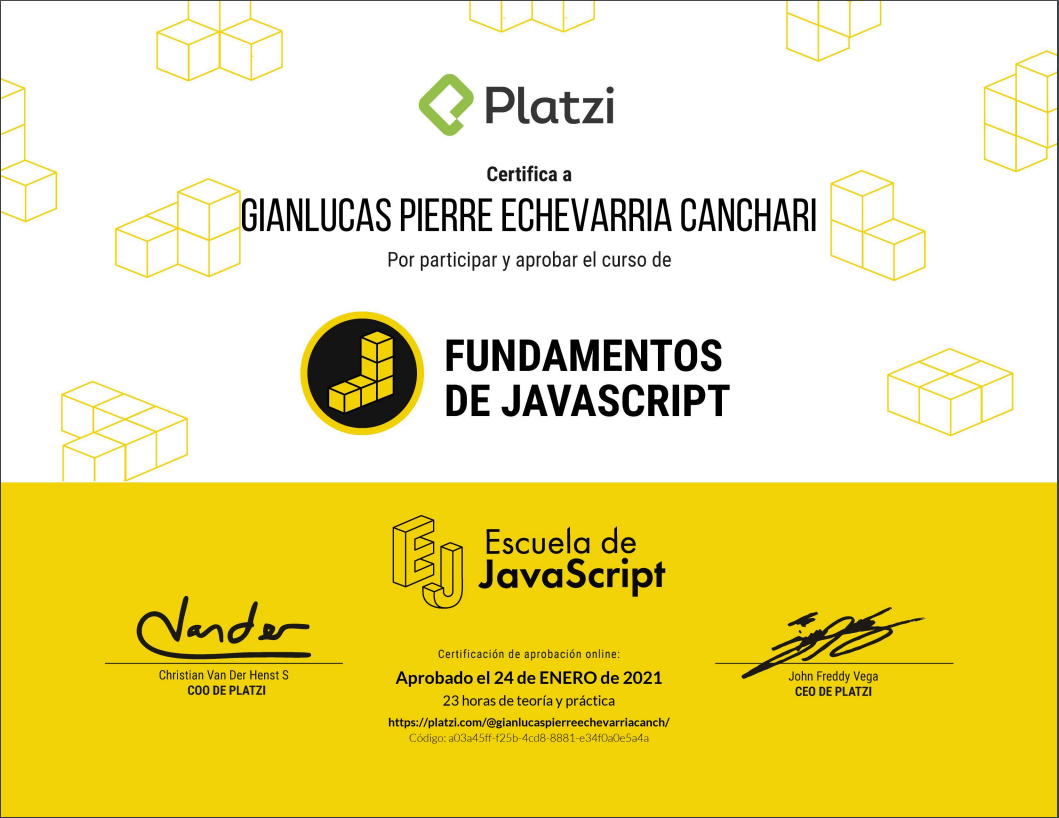 Platzi
Certifica a
GIANLUCAS PIERRE ECHEVARRIA CANCHARI
Por participar y aprobar el curso de
FUNDAMENTOS
DE JAVASCRIPT
EJ
Escuela de
JavaScript
Vander
Christian Van Der Henst S
COO DE PLATZI
Certificación de aprobación online:
Aprobado el 24 de ENERO de 2021
23 horas de teoría y práctica
https://platzi.com/@gianlucaspierreechevarriacanch/
Código: a03a45ff-f25b-4cd8-8881-e34f0a0e5a4a
John Freddy Vega
CEO DE PLATZI